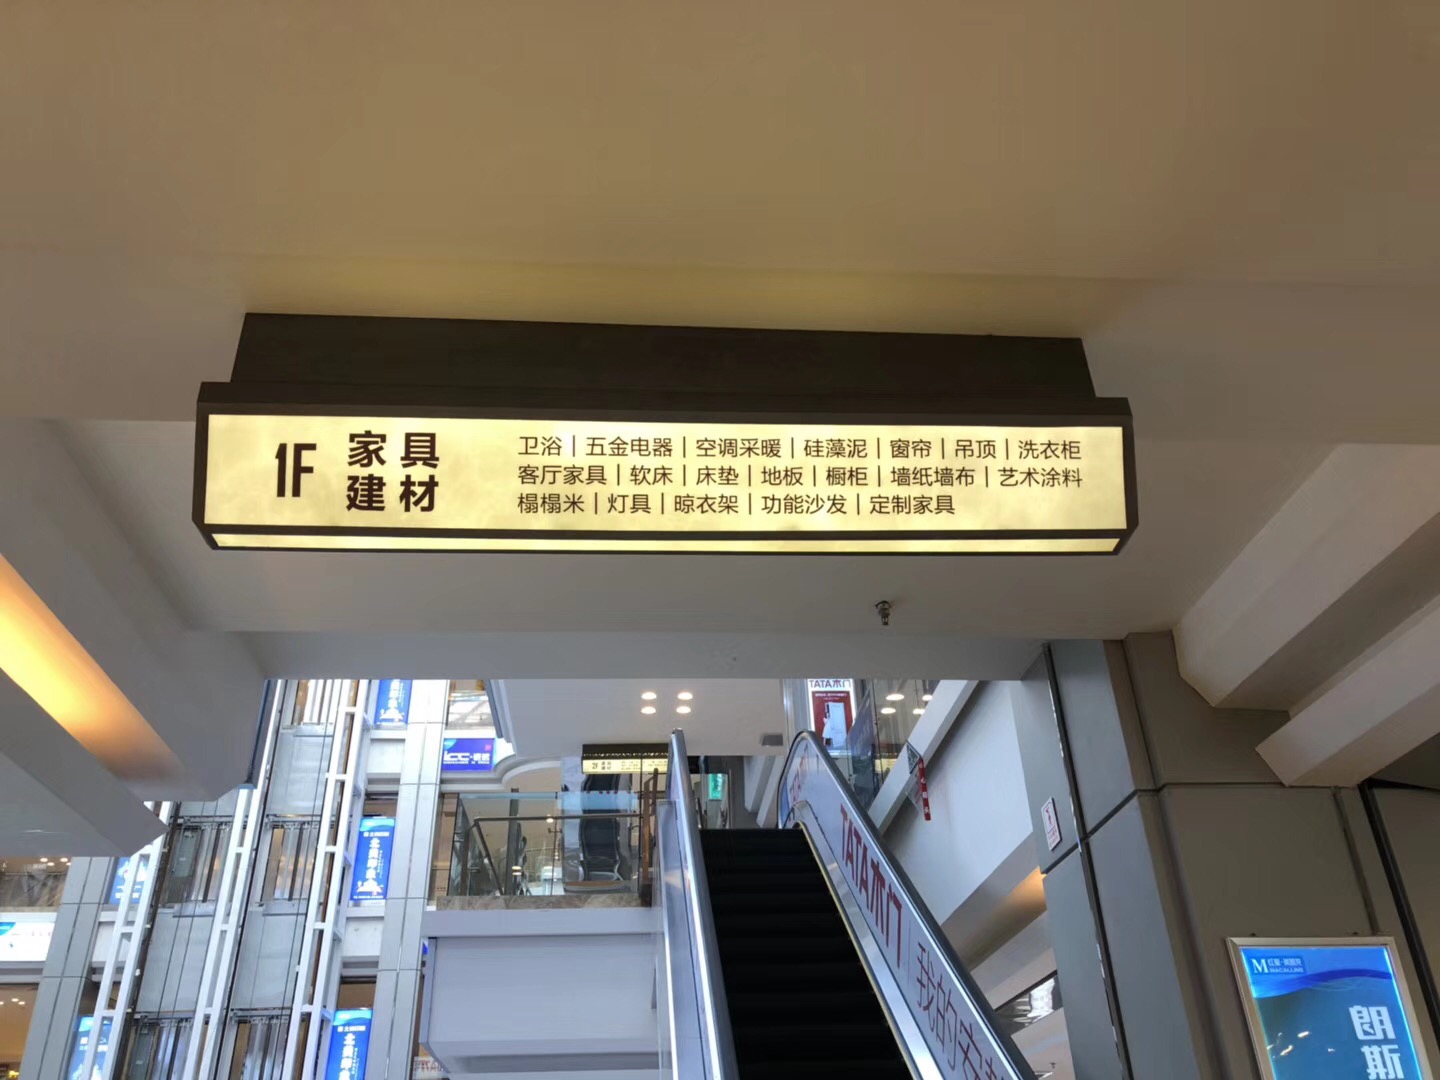 1F
家具
建材
卫浴|五金电器|空调采暖|硅藻泥|窗帘|吊顶|洗衣柜
客厅家具|软床|床垫|地板|橱柜|墙纸墙布|艺术涂料
榻榻米|灯具|晾衣架|功能沙发|定制家具
TATA木门
TATA木门
我的安
M
MACALLINE
朗斯